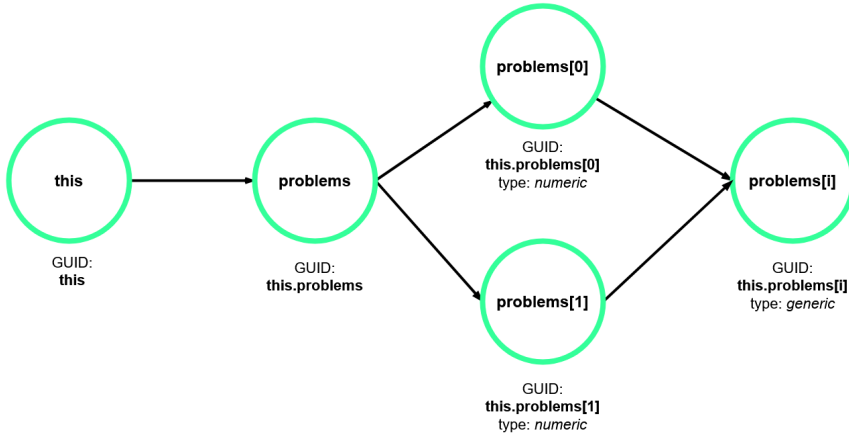 this
GUID:
this
problems
GUID:
this.problems
problems[0]
GUID:
this.problems[0]
type: numeric
problems[1]
GUID:
this.problems[1]
type: numeric
problems[i]
GUID:
this.problems[i]
type: generic